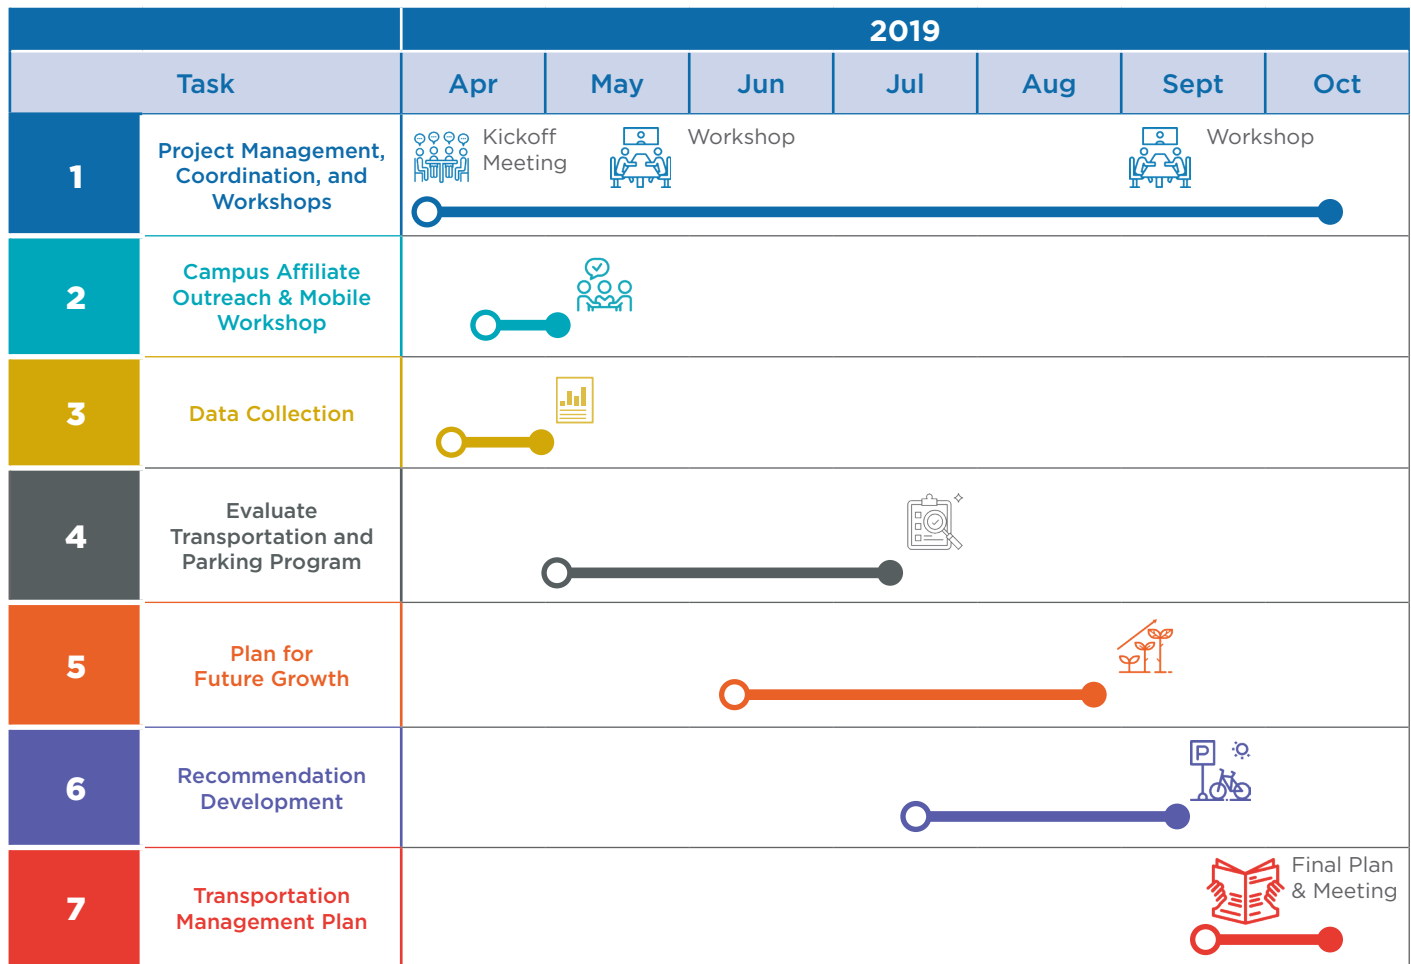 2019
Task
Apr
May
Jun
Jul
Aug
Sept
Oct
1
Project Management,
Coordination, and
Workshops
Kickoff
Meeting
Workshop
Workshop
2
Campus Affiliate
Outreach & Mobile
Workshop
3
Data Collection
4
Evaluate
Transportation and
Parking Program
5
Plan for
Future Growth
6
Recommendation
Development
P
7
Transportation
Management Plan
Final Plan
& Meeting